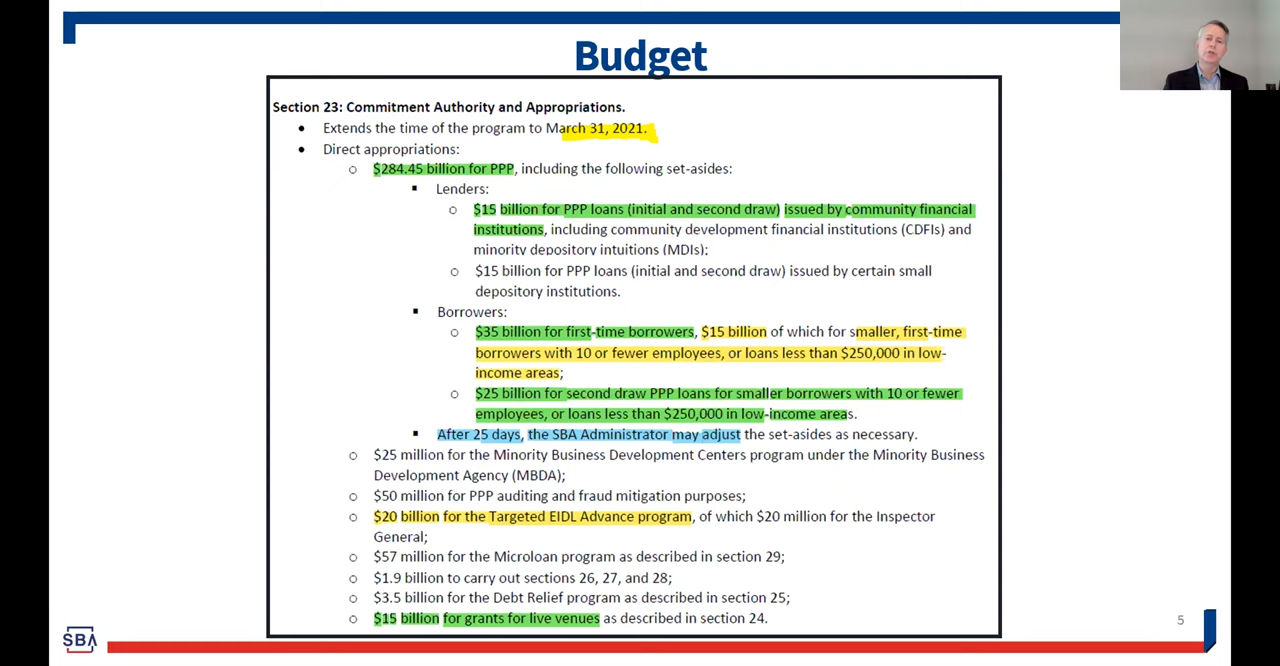 Budget
Section 23: Commitment Authority and Appropriations.
• Extends the time of the program to March 31, 2021.
• Direct appropriations:
o $284.45 billion for PPP, including the following set-asides:
▪ Lenders:
o $15 billion for PPP loans (initial and second draw) issued by community financial
institutions, including community development financial institutions (CDFIs) and
minority depository intuitions (MDIs);
o $15 billion for PPP loans (initial and second draw) issued by certain small
depository institutions.
▪ Borrowers:
o $35 billion for first-time borrowers, $15 billion of which for smaller, first-time
borrowers with 10 or fewer employees, or loans less than $250,000 in low-
income areas;
o $25 billion for second draw PPP loans for smaller borrowers with 10 or fewer
employees, or loans less than $250,000 in low-income areas.
▪ After 25 days, the SBA Administrator may adjust the set-asides as necessary.
o $25 million for the Minority Business Development Centers program under the Minority Business
Development Agency (MBDA);
o $50 million for PPP auditing and fraud mitigation purposes;
o $20 billion for the Targeted EIDL Advance program, of which $20 million for the Inspector
General;
o $57 million for the Microloan program as described in section 29;
o $1.9 billion to carry out sections 26, 27, and 28;
o $3.5 billion for the Debt Relief program as described in section 25;
o $15 billion for grants for live venues as described in section 24.
5
SBA